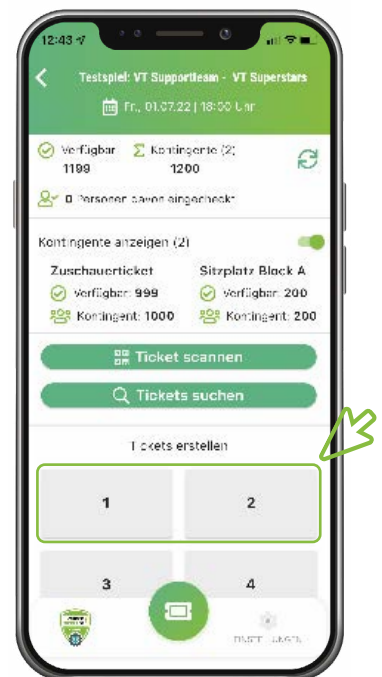 12:43
Testspiel: VT Supportteam - VT Superstars
Fr., 01.07.22 | 18:00 Uhr
Verfügbar
Kontingente (2)
1199
1200
0 Personen davon eingecheckt
Kontingente anzeigen (2)
Zuschauerticket
Sitzplatz Block A
Verfügbar: 999
Verfügbar: 200
Kontingent: 1000
Kontingent: 200
Ticket scannen
Tickets suchen
Tickets erstellen
1
2
3
4
EINSTELLUNGEN